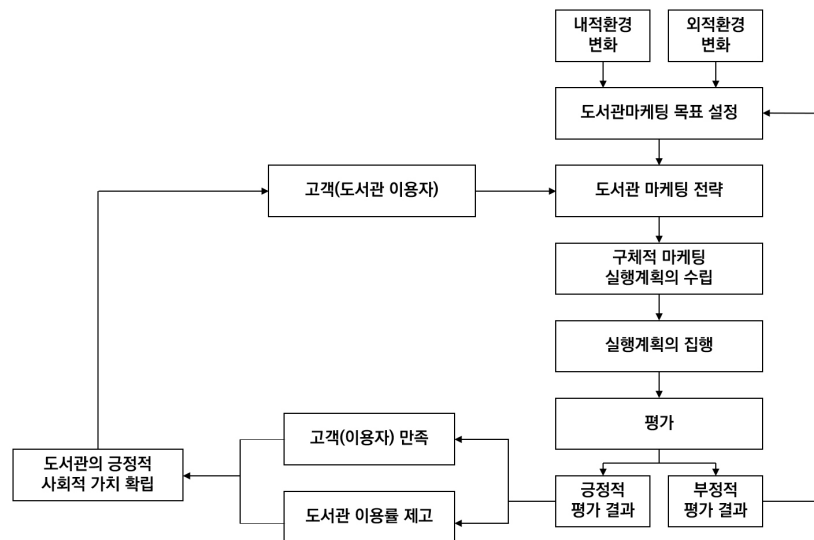 내적환경
변화
외적환경
변화
도서관마케팅 목표 설정
고객(도서관 이용자)
도서관 마케팅 전략
구체적 마케팅
실행계획의 수립
실행계획의 집행
평가
고객(이용자) 만족
도서관의 긍정적
사회적 가치 확립
긍정적
평가 결과
부정적
평가 결과
도서관 이용률 제고